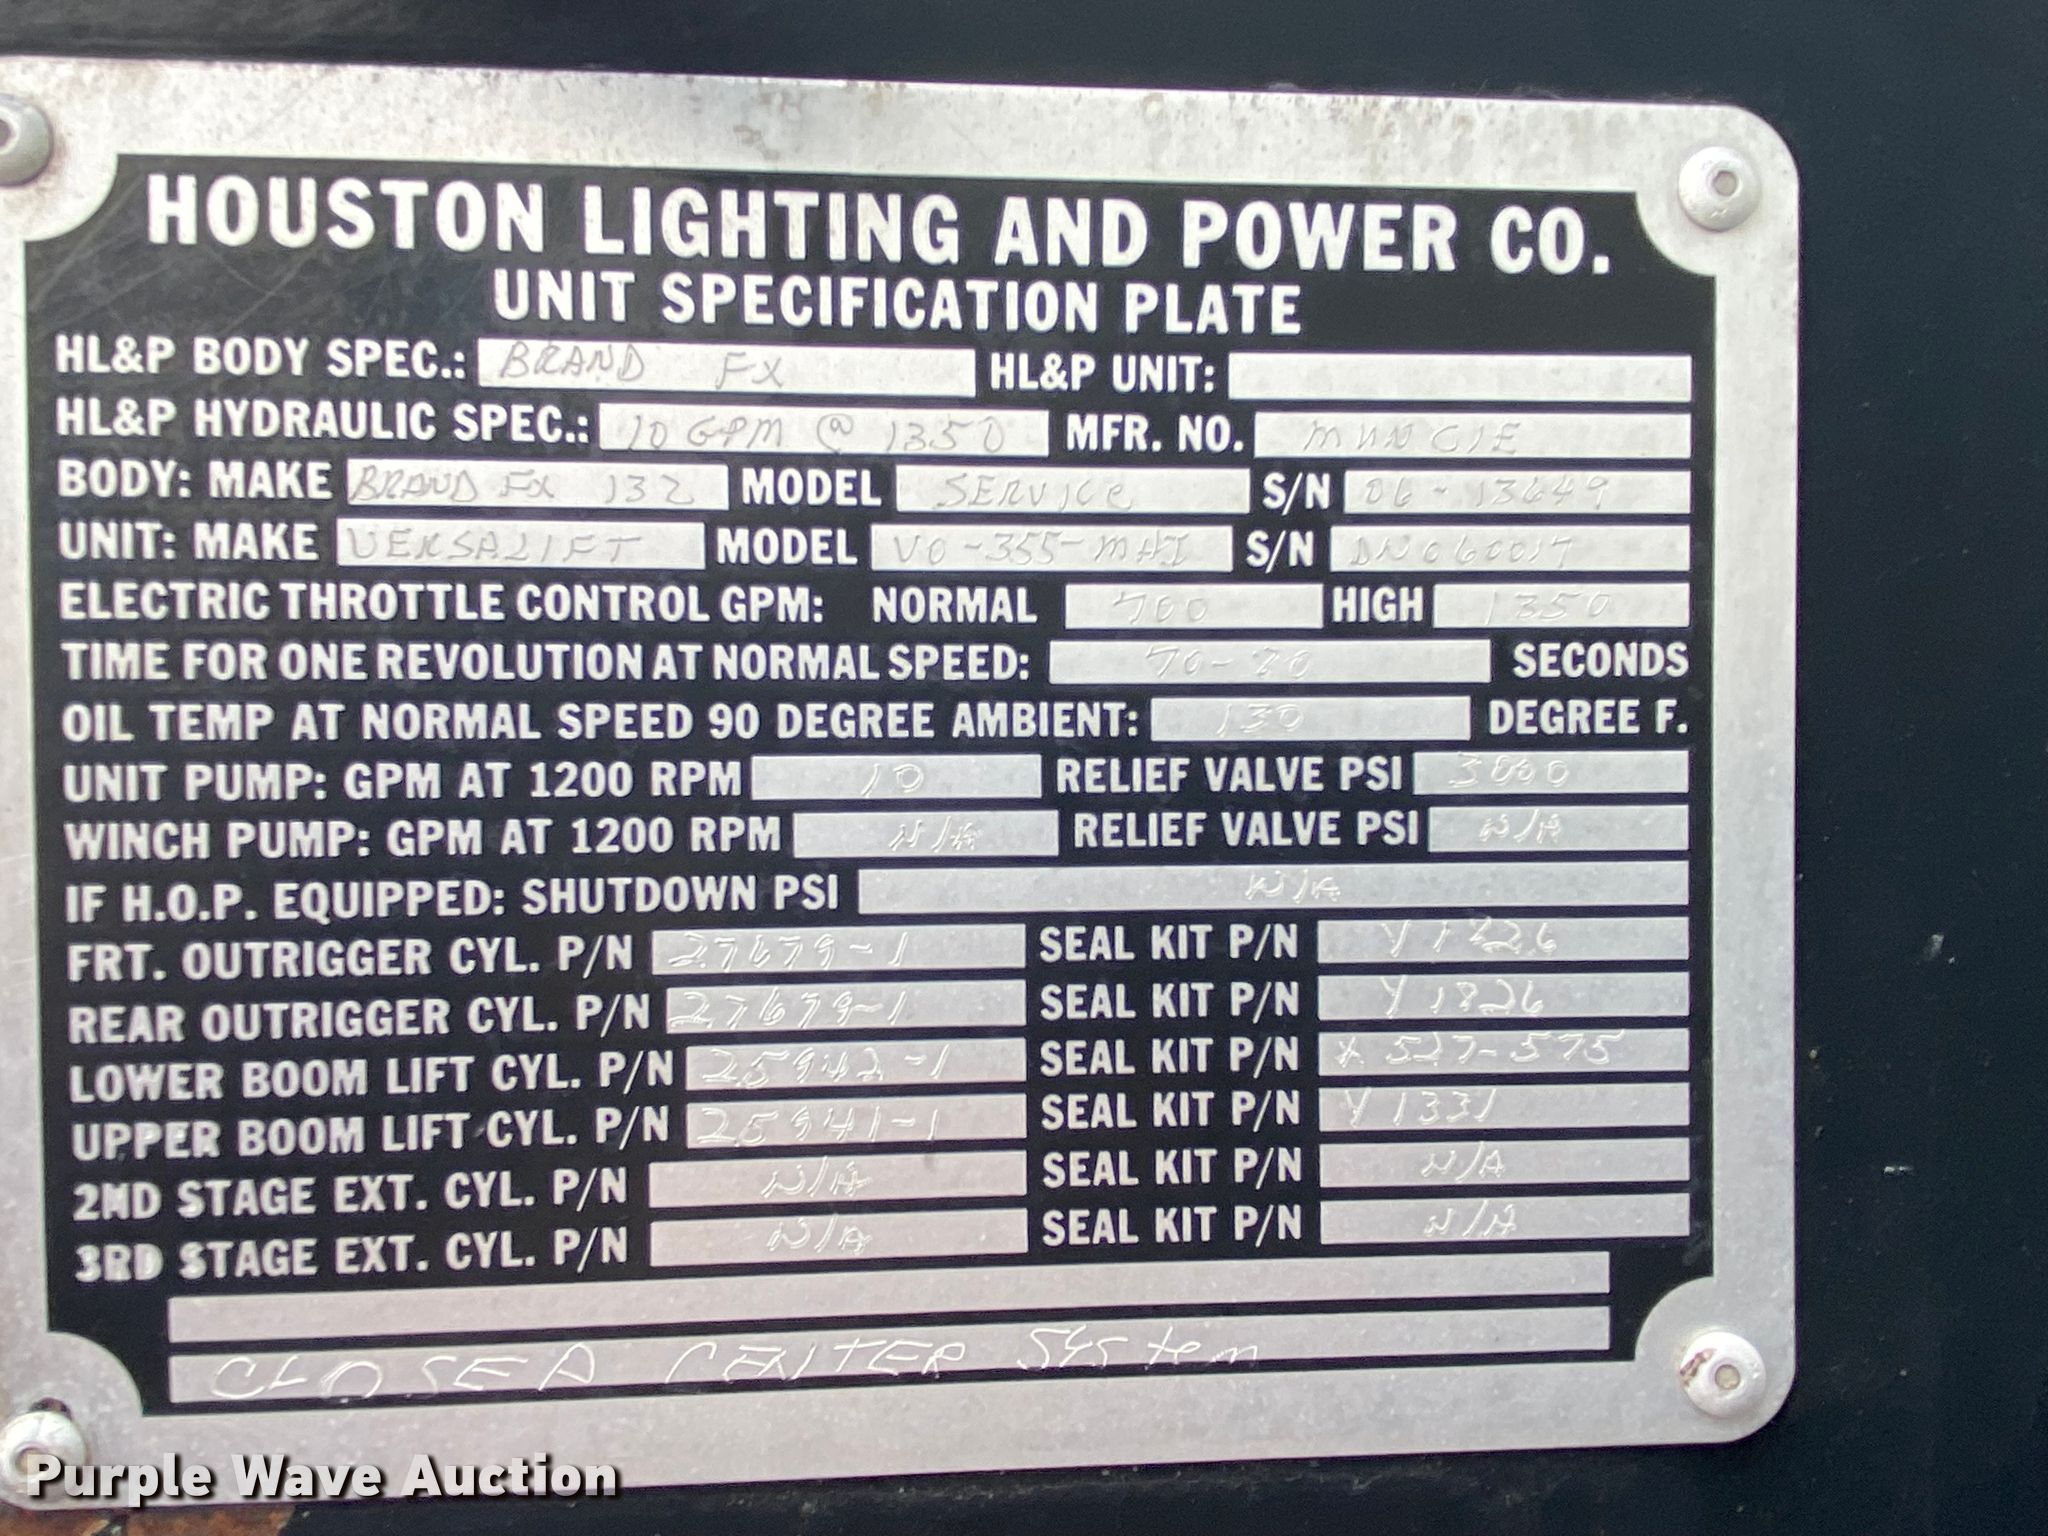 HOUSTON LIGHTING AND POWER CO.
UNIT SPECIFICATION PLATE
HL&P BODY SPEC.: BRAND FX HL&P UNIT:
HL&P HYDRAULIC SPEC.: 10 GPM @ 1350 MFR. NO. MUNCIE
BODY: MAKE BRAND FX 132 MODEL SERVICE S/N 06-13649
UNIT: MAKE VERSALIFT MODEL VO-355-MHI S/N DN060017
ELECTRIC THROTTLE CONTROL GPM: NORMAL 700 HIGH 1350
TIME FOR ONE REVOLUTION AT NORMAL SPEED: 70-80 SECONDS
OIL TEMP AT NORMAL SPEED 90 DEGREE AMBIENT: 130 DEGREE F.
UNIT PUMP: GPM AT 1200 RPM 10 RELIEF VALVE PSI 3000
WINCH PUMP: GPM AT 1200 RPM N/A RELIEF VALVE PSI N/A
IF H.O.P. EQUIPPED: SHUTDOWN PSI N/A
FRT. OUTRIGGER CYL. P/N 27679-1 SEAL KIT P/N Y1826
REAR OUTRIGGER CYL. P/N 27679-1 SEAL KIT P/N Y1826
LOWER BOOM LIFT CYL. P/N 25942-1 SEAL KIT P/N X527-575
UPPER BOOM LIFT CYL. P/N 25941-1 SEAL KIT P/N Y1331
2ND STAGE EXT. CYL. P/N N/A SEAL KIT P/N N/A
3RD STAGE EXT. CYL. P/N N/A SEAL KIT P/N N/A
CLOSED CENTER System
Purple Wave Auction